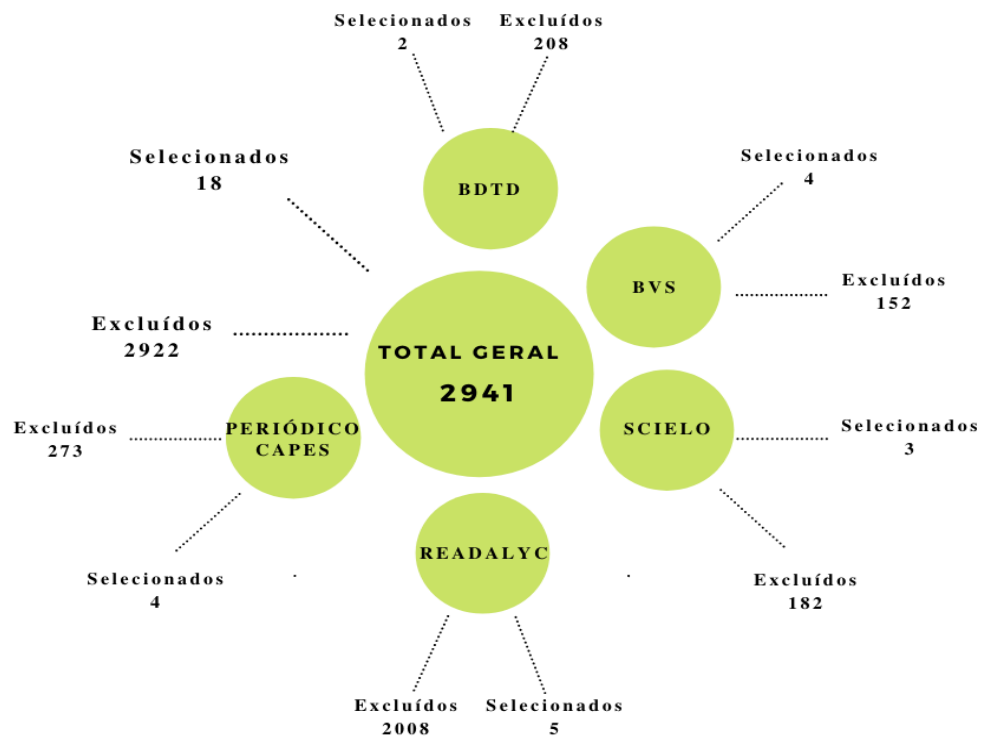 Selecionados
2
Excluídos
208
BDTD
Selecionados
18
Selecionados
4
BVS
Excluídos
152
Excluídos
2922
TOTAL GERAL
2941
PERIÓDICO
CAPES
Excluídos
273
Selecionados
4
SCIELO
Selecionados
3
Excluídos
182
READALYC
Excluídos
2008
Selecionados
5